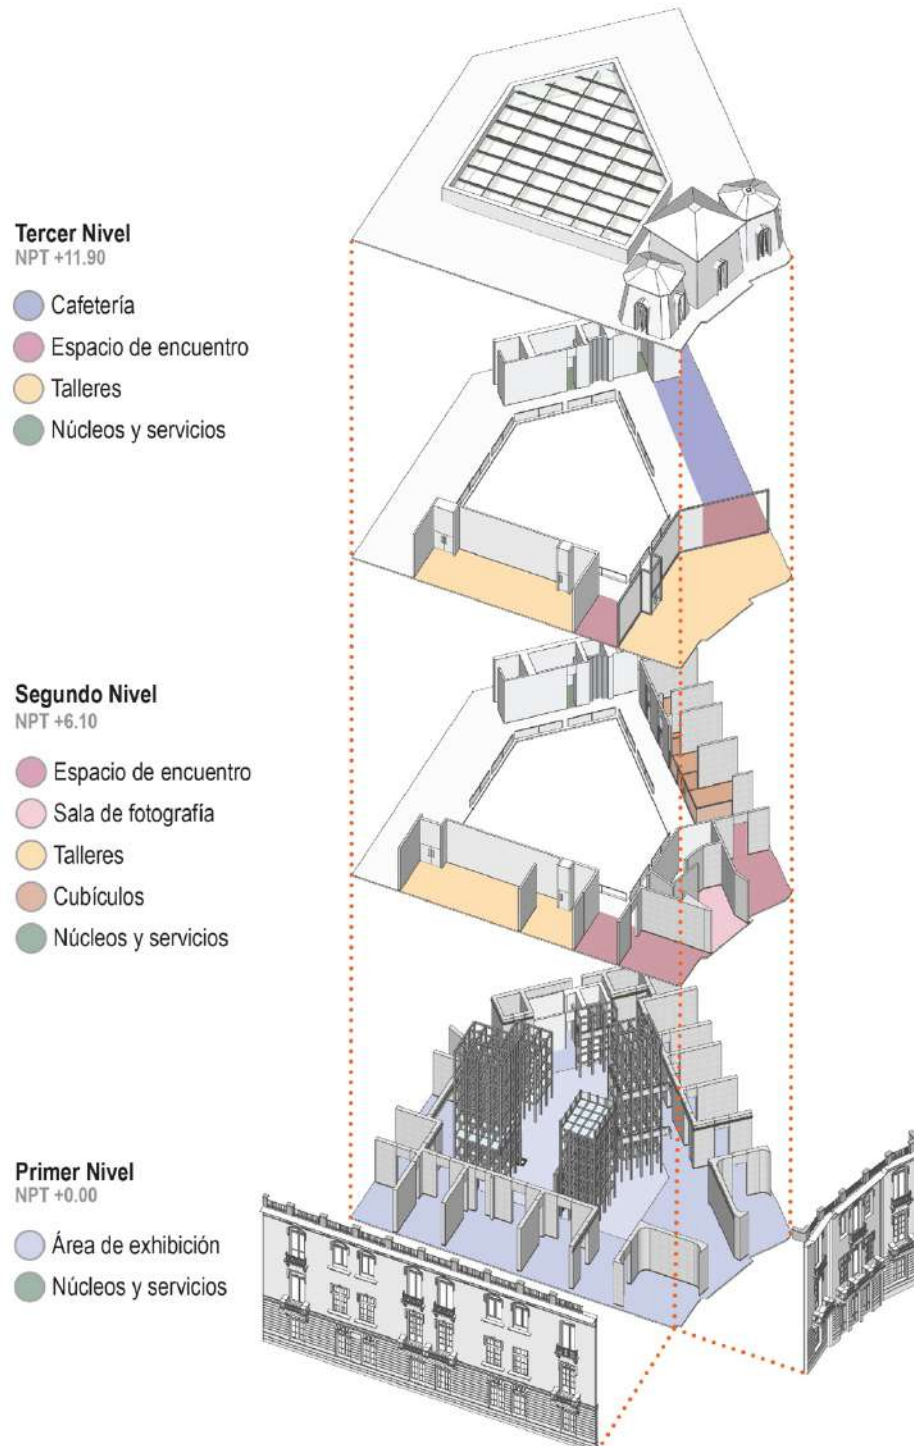 Tercer Nivel
NPT +11.90
Cafetería
Espacio de encuentro
Talleres
Núcleos y servicios
Segundo Nivel
NPT +6.10
Espacio de encuentro
Sala de fotografía
Talleres
Cubículos
Núcleos y servicios
Primer Nivel
NPT +0.00
Área de exhibición
Núcleos y servicios